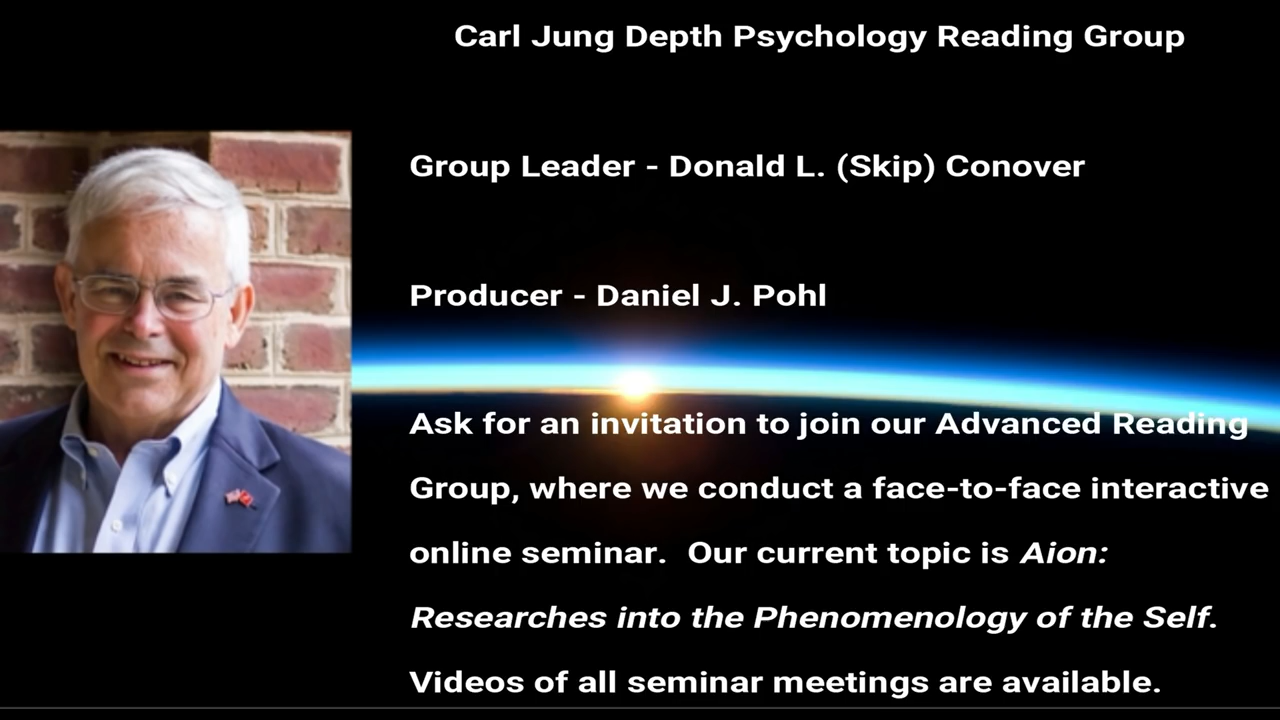 Carl Jung Depth Psychology Reading Group
Group Leader - Donald L. (Skip) Conover
Producer - Daniel J. Pohl
Ask for an invitation to join our Advanced Reading
Group, where we conduct a face-to-face interactive
online seminar.  Our current topic is Aion:
Researches into the Phenomenology of the Self.
Videos of all seminar meetings are available.